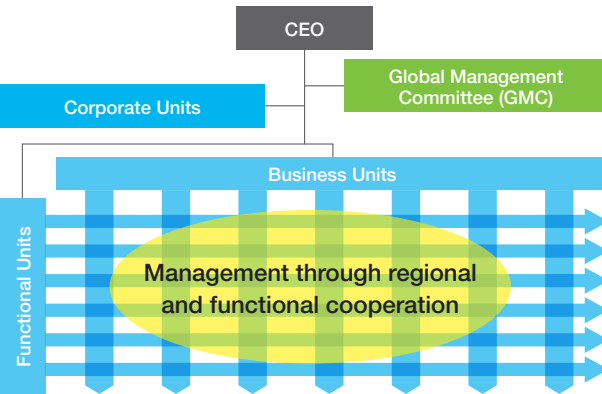 CEO
Global Management
Committee (GMC)
Corporate Units
Business Units
Functional Units
Management through regional
and functional cooperation